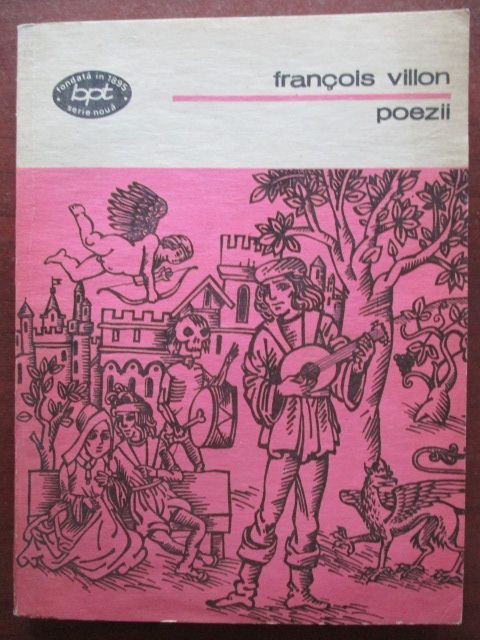 fondată în 1895
bpt
serie nouă
françois villon
poezii